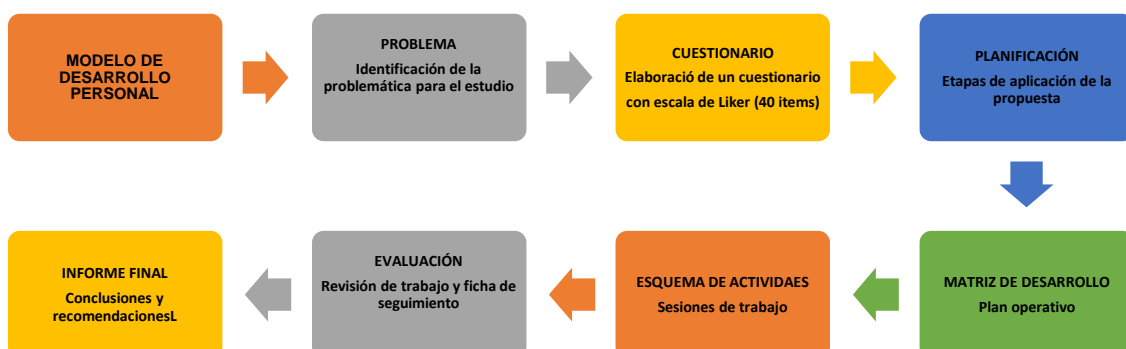 MODELO DE
DESARROLLO
PERSONAL
PROBLEMA
Identificación de la
problemática para el estudio
CUESTIONARIO
Elaboració de un cuestionario
con escala de Liker (40 items)
PLANIFICACIÓN
Etapas de aplicación de la
propuesta
MATRIZ DE DESARROLLO
Plan operativo
ESQUEMA DE ACTIVIDAES
Sesiones de trabajo
EVALUACIÓN
Revisión de trabajo y ficha de
seguimiento
INFORME FINAL
Conclusiones y
recomendacionesL